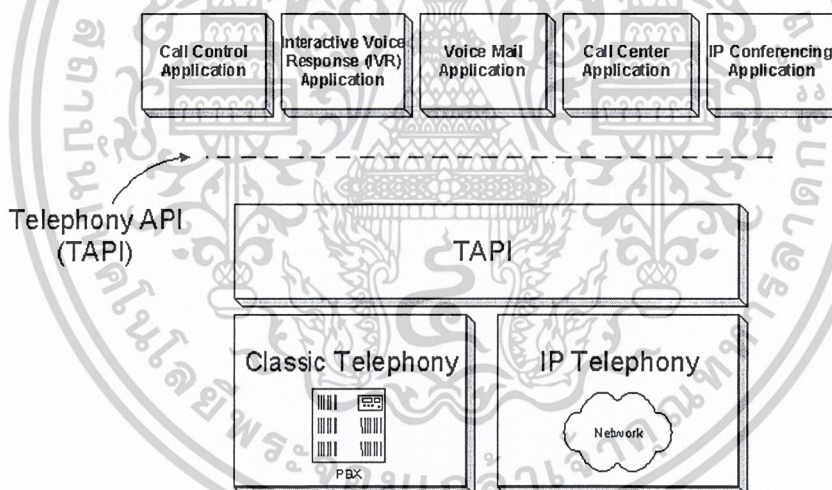 Call Control
Application
Interactive Voice
Response (IVR)
Application
Voice Mail
Application
Call Center
Application
IP Conferencing
Application
Telephony API
(TAPI)
TAPI
Classic Telephony
PBX
IP Telephony
Network